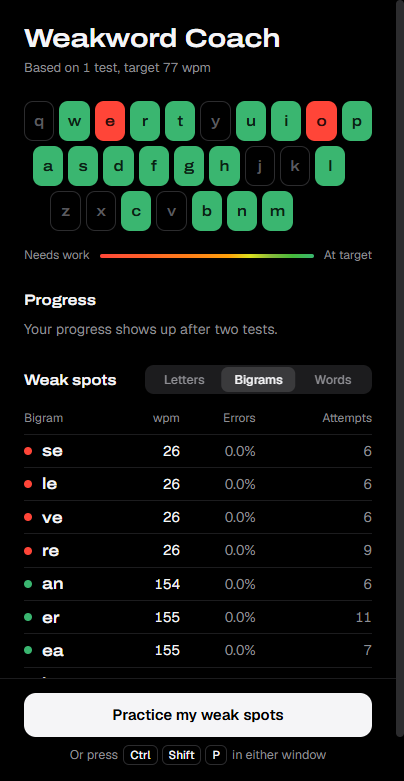 Weakword Coach
Based on 1 test, target 77 wpm
q w e r t y u i o p
a s d f g h j k l
z x c v b n m
Needs work At target
Progress
Your progress shows up after two tests.
Weak spots Letters Bigrams Words
Bigram wpm Errors Attempts
se 26 0.0% 6
le 26 0.0% 6
ve 26 0.0% 6
re 26 0.0% 9
an 154 0.0% 6
er 155 0.0% 11
ea 155 0.0% 7
Practice my weak spots
Or press Ctrl Shift P in either window